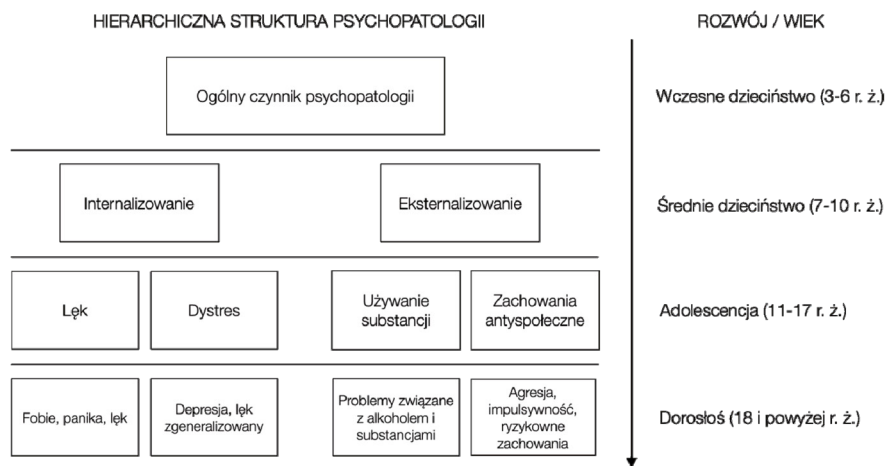 HIERARCHICZNA STRUKTURA PSYCHOPATOLOGII
ROZWÓJ / WIEK
Ogólny czynnik psychopatologii
Wczesne dzieciństwo (3-6 r. ż.)
Internalizowanie
Eksternalizowanie
Średnie dzieciństwo (7-10 r. ż.)
Lęk
Dystres
Używanie
substancji
Zachowania
antyspołeczne
Adolescencja (11-17 r. ż.)
Fobie, panika, lęk
Depresja, lęk
zgeneralizowany
Problemy związane
z alkoholem i
substancjami
Agresja,
impulsywność,
ryzykowne
zachowania
Dorosłoś (18 i powyżej r. ż.)